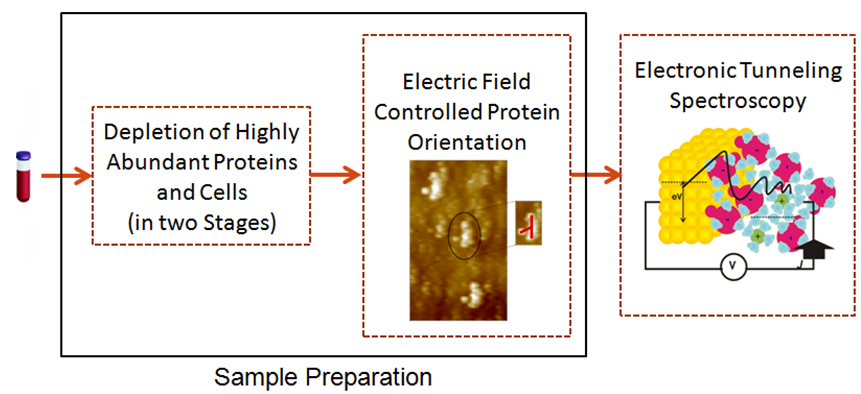 Depletion of Highly
Abundant Proteins
and Cells
(in two Stages)
Electric Field
Controlled Protein
Orientation
Electronic Tunneling
Spectroscopy
eV
V
Sample Preparation